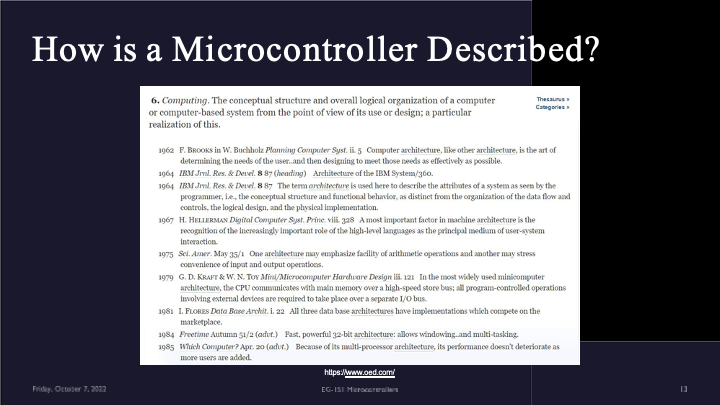 How is a Microcontroller Described?
6. Computing. The conceptual structure and overall logical organization of a computer
or computer-based system from the point of view of its use or design; a particular
realization of this.
Thesaurus »
Categories »
1962 F. BROOKS in W. Buchholz Planning Computer Syst. ii. 5 Computer architecture, like other architecture, is the art of
determining the needs of the user..and then designing to meet those needs as effectively as possible.
1964 IBM Jrnl. Res. & Devel. 8 87 (heading) Architecture of the IBM System/360.
1964 IBM Jrnl. Res. & Devel. 8 87 The term architecture is used here to describe the attributes of a system as seen by the
programmer, i.e., the conceptual structure and functional behavior, as distinct from the organization of the data flow and
controls, the logical design, and the physical implementation.
1967 H. HELLERMAN Digital Computer Syst. Princ. viii. 328 A most important factor in machine architecture is the
recognition of the increasingly important role of the high-level languages as the principal medium of user-system
interaction.
1975 Sci. Amer. May 35/1 One architecture may emphasize facility of arithmetic operations and another may stress
convenience of input and output operations.
1979 G. D. KRAFT & W. N. TOY Mini/Microcomputer Hardware Design iii. 121 In the most widely used minicomputer
architecture, the CPU communicates with main memory over a high-speed store bus; all program-controlled operations
involving external devices are required to take place over a separate I/O bus.
1981 I. FLORES Data Base Archit. i. 22 All three data base architectures have implementations which compete on the
marketplace.
1984 Freetime Autumn 51/2 (advt.) Fast, powerful 32-bit architecture: allows windowing..and multi-tasking.
1985 Which Computer? Apr. 20 (advt.) Because of its multi-processor architecture, its performance doesn't deteriorate as
more users are added.
https://www.oed.com/
Friday, October 7, 2022
EG-151 Microcontrollers
13